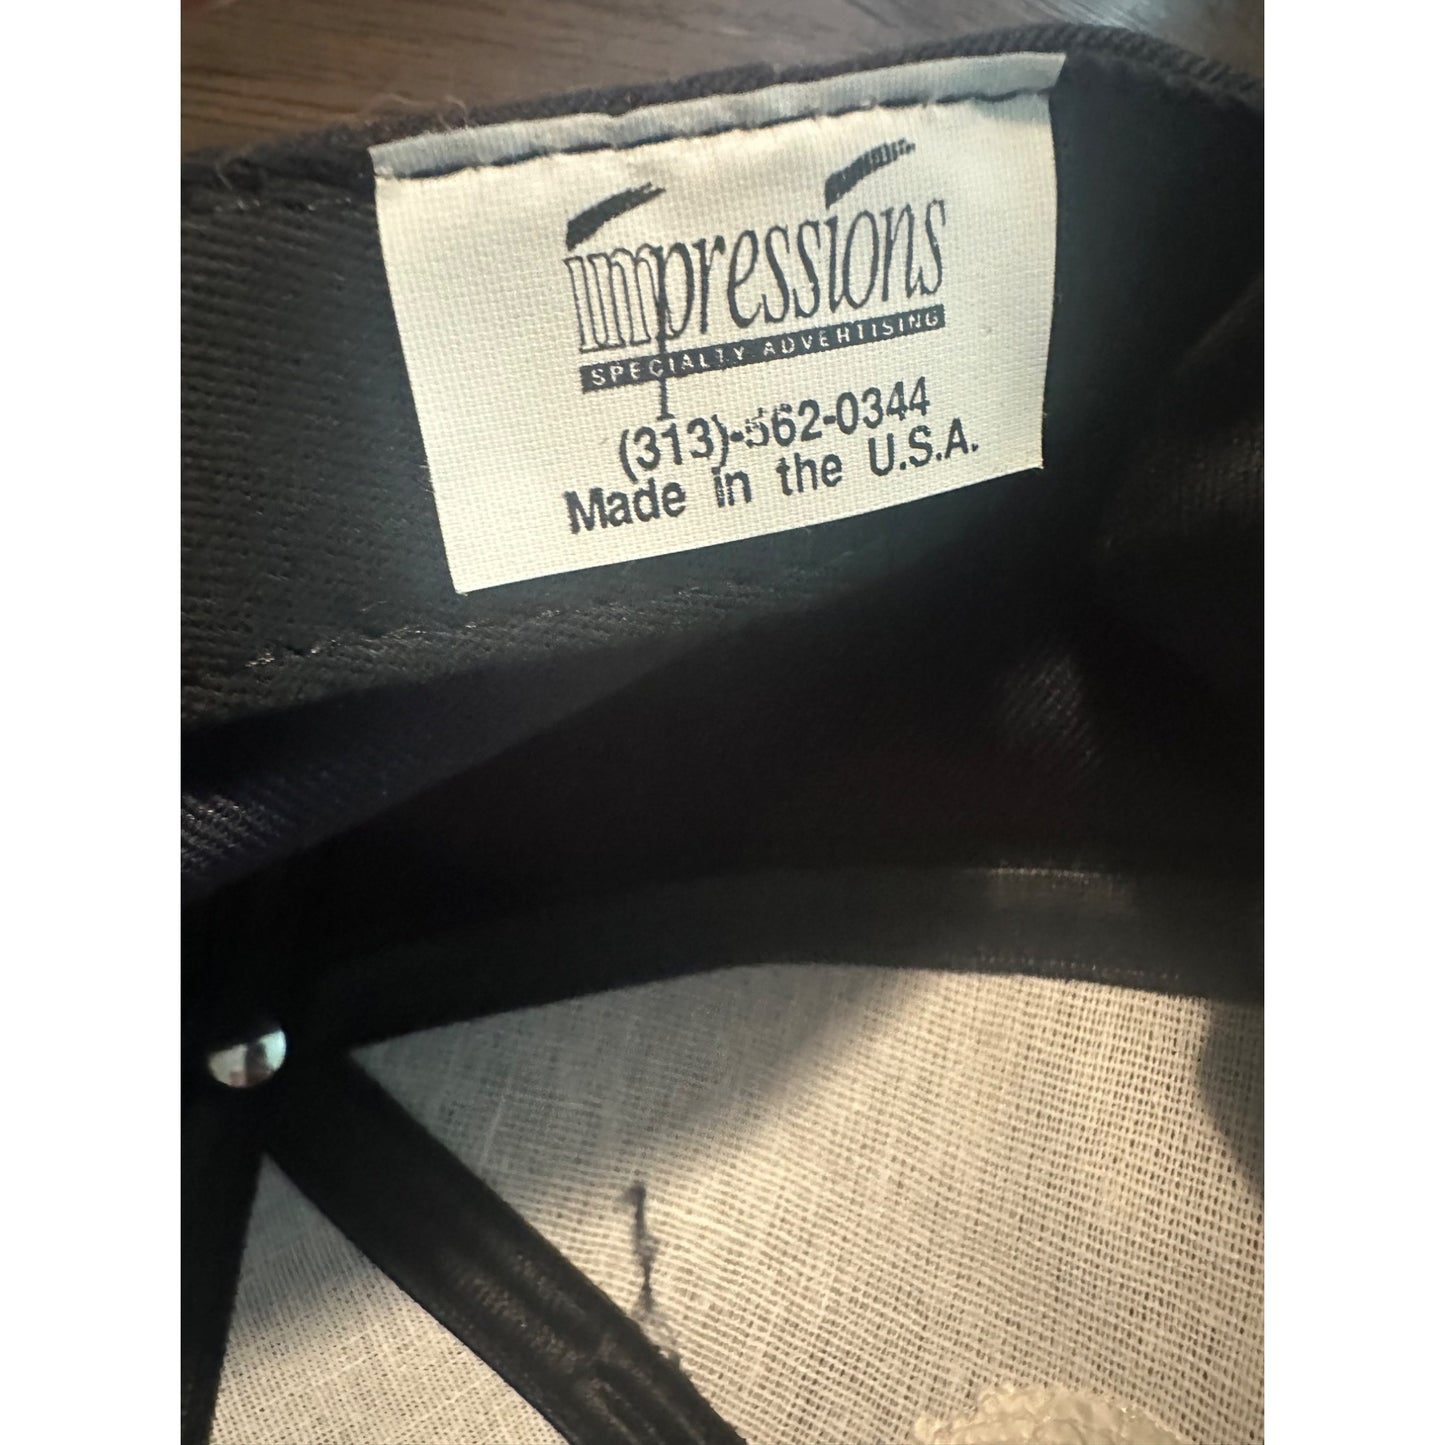 impressions
SPECIALTY ADVERTISING
(313)-562-0344
Made in the U.S.A.